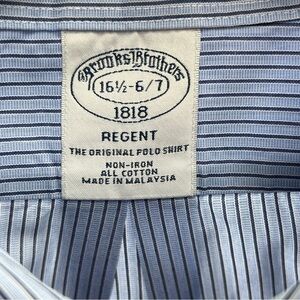 Brooks Brothers
16½-6/7
1818
REGENT
THE ORIGINAL POLO SHIRT
NON-IRON
ALL COTTON
MADE IN MALAYSIA